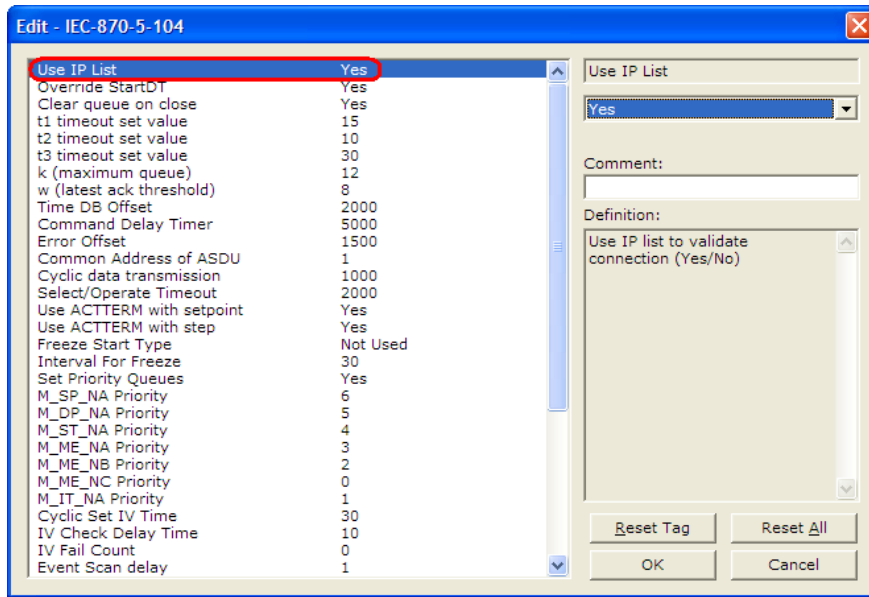 Edit - IEC-870-5-104
Use IP List Yes
Override StartDT Yes
Clear queue on close Yes
t1 timeout set value 15
t2 timeout set value 10
t3 timeout set value 30
k (maximum queue) 12
w (latest ack threshold) 8
Time DB Offset 2000
Command Delay Timer 5000
Error Offset 1500
Common Address of ASDU 1
Cyclic data transmission 1000
Select/Operate Timeout 2000
Use ACTTERM with setpoint Yes
Use ACTTERM with step Yes
Freeze Start Type Not Used
Interval For Freeze 30
Set Priority Queues Yes
M_SP_NA Priority 6
M_DP_NA Priority 5
M_ST_NA Priority 4
M_ME_NA Priority 3
M_ME_NB Priority 2
M_ME_NC Priority 0
M_IT_NA Priority 1
Cyclic Set IV Time 30
IV Check Delay Time 10
IV Fail Count 0
Event Scan delay 1
Use IP List
Yes
Comment:
Definition:
Use IP list to validate
connection (Yes/No)
Reset Tag Reset All
OK Cancel